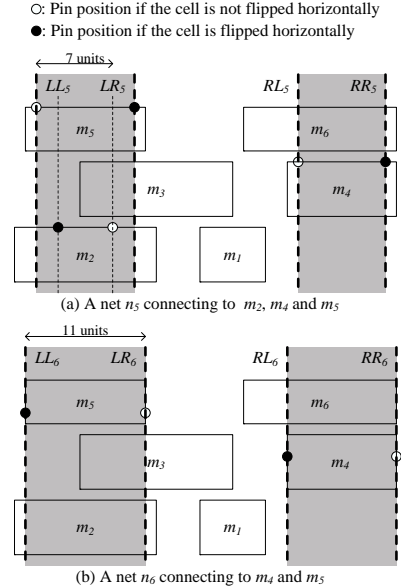 ○: Pin position if the cell is not flipped horizontally
●: Pin position if the cell is flipped horizontally
7 units
LL5 LR5 RL5 RR5
m5 m6
m3 m4
m2 m1
(a) A net n5 connecting to m2, m4 and m5
11 units
LL6 LR6 RL6 RR6
m5 m6
m3 m4
m2 m1
(b) A net n6 connecting to m4 and m5